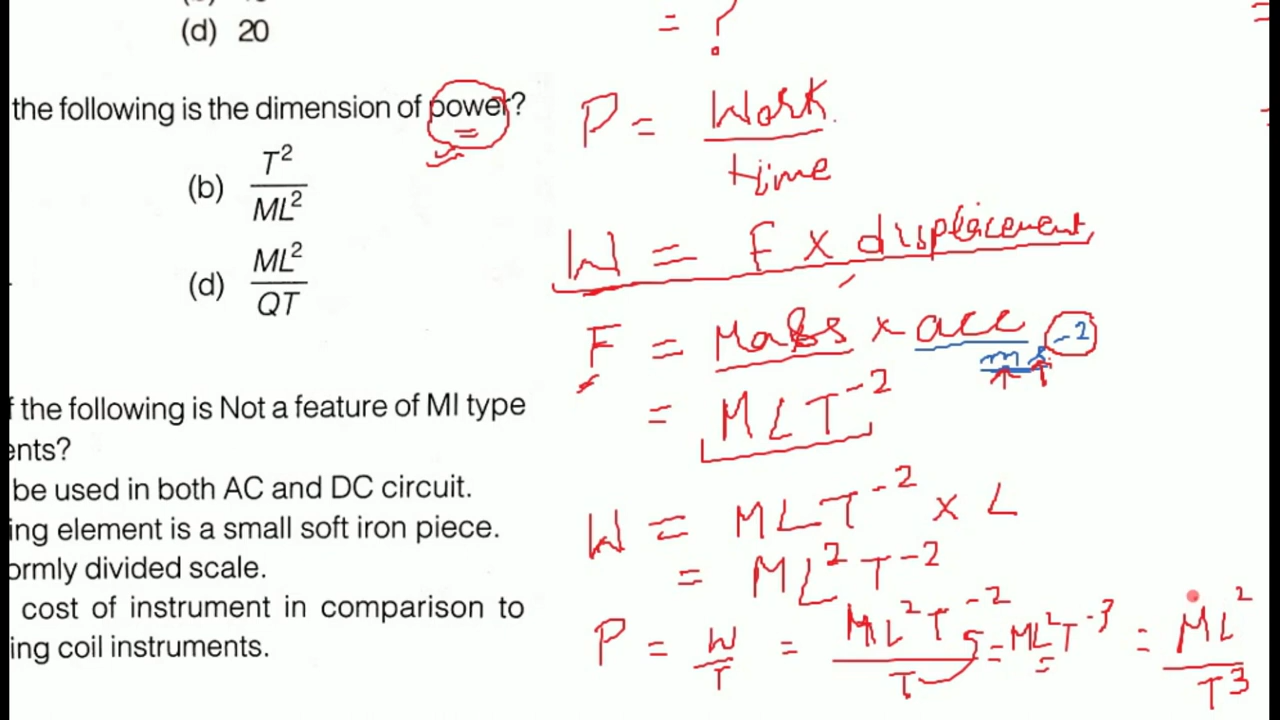 (d) 20
= ?
the following is the dimension of power?
(b) T²/ML²
(d) ML²/QT
f the following is Not a feature of MI type
ents?
be used in both AC and DC circuit.
ing element is a small soft iron piece.
ormly divided scale.
cost of instrument in comparison to
ing coil instruments.
P = Work/time
W = F x displacement
F = Mass x acc
m s⁻²
= MLT⁻²
W = MLT⁻² x L
= ML²T⁻²
P = W/T = ML²T⁻²/T = ML²T⁻³ = ML²/T³